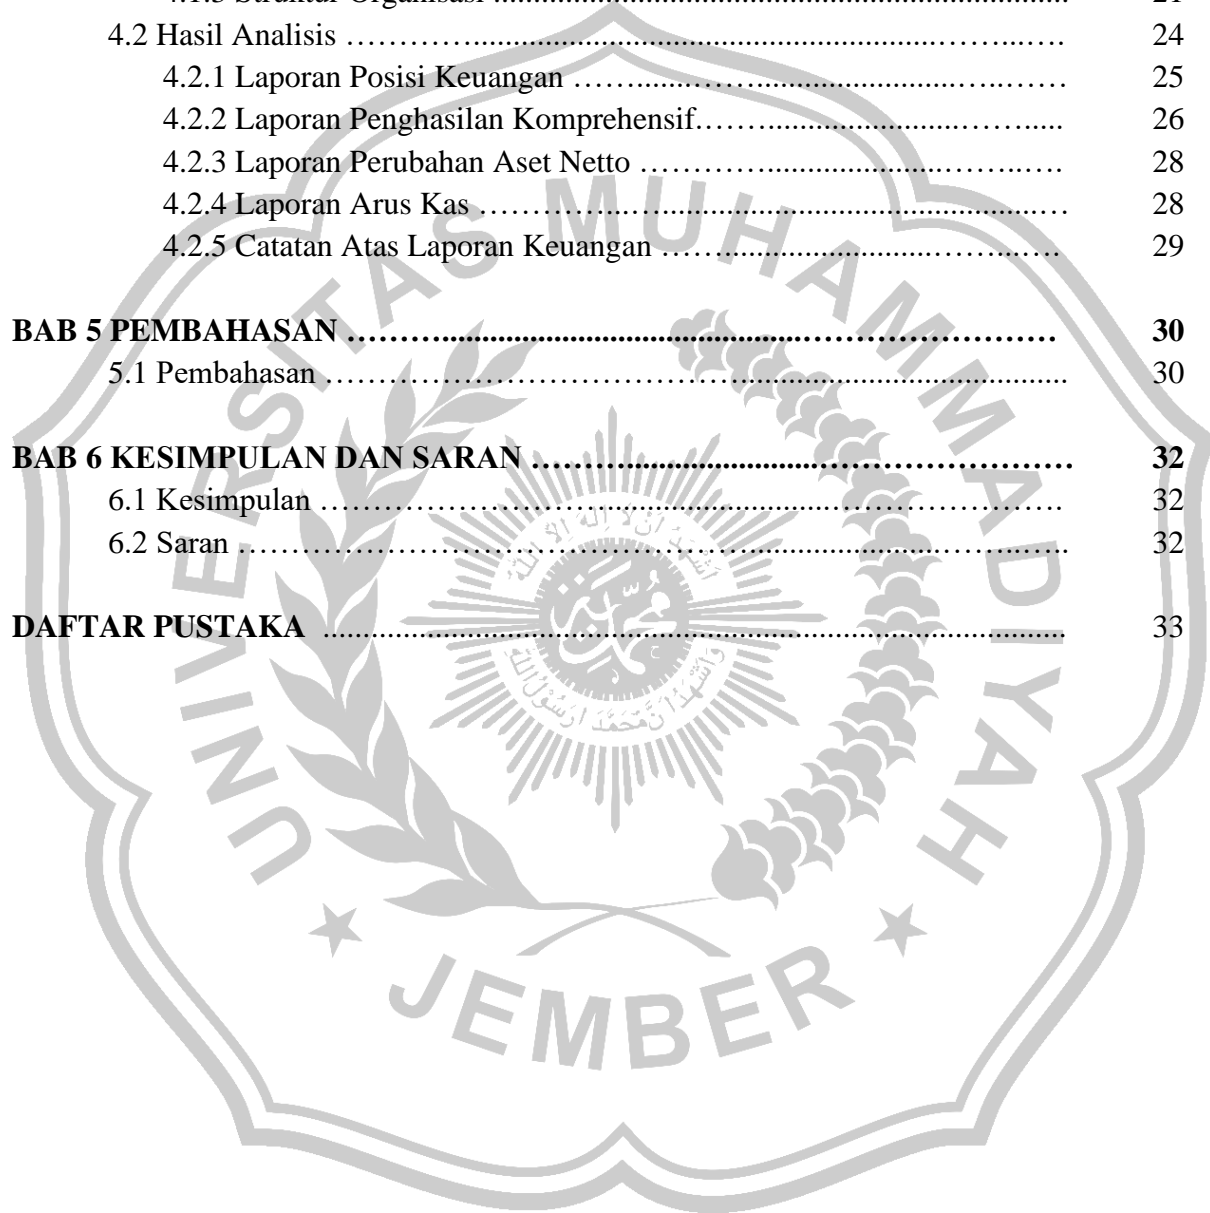 4.2 Hasil Analisis ........................................ 24
4.2.1 Laporan Posisi Keuangan ........................................ 25
4.2.2 Laporan Penghasilan Komprehensif........................................ 26
4.2.3 Laporan Perubahan Aset Netto ........................................ 28
4.2.4 Laporan Arus Kas ........................................ 28
4.2.5 Catatan Atas Laporan Keuangan ........................................ 29
BAB 5 PEMBAHASAN ........................................ 30
5.1 Pembahasan ........................................ 30
BAB 6 KESIMPULAN DAN SARAN ........................................ 32
6.1 Kesimpulan ........................................ 32
6.2 Saran ........................................ 32
DAFTAR PUSTAKA ........................................ 33
UNIVERSITAS MUHAMMADIYAH
JEMBER